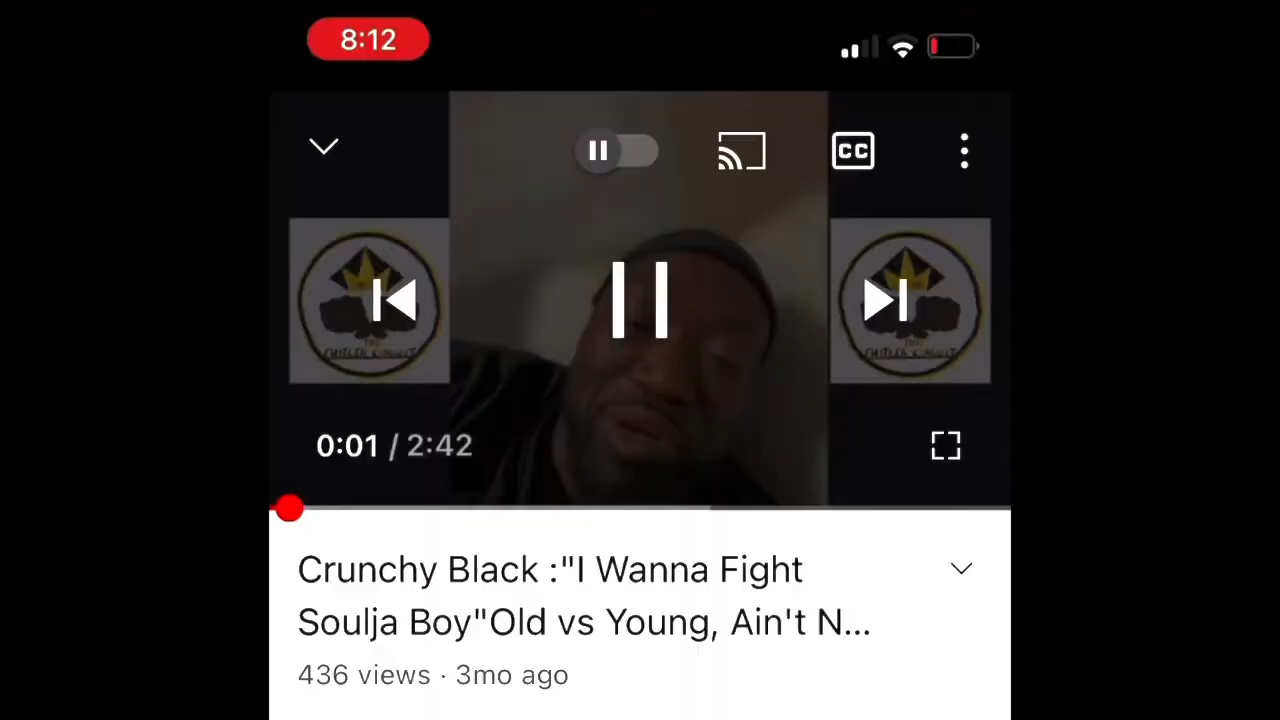 8:12
CC
0:01 / 2:42
Crunchy Black :"I Wanna Fight
Soulja Boy"Old vs Young, Ain't N...
436 views · 3mo ago